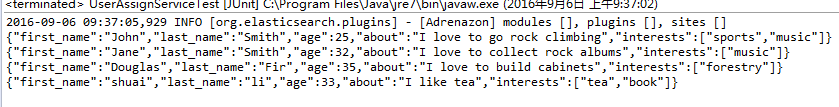 <terminated> UserAssignServiceTest [JUnit] C:\Program Files\Java\jre7\bin\javaw.exe (2016年9月6日 上午9:37:02)
2016-09-06 09:37:05,929 INFO [org.elasticsearch.plugins] - [Adrenazon] modules [], plugins [], sites []
{"first_name":"John","last_name":"Smith","age":25,"about":"I love to go rock climbing","interests":["sports","music"]}
{"first_name":"Jane","last_name":"Smith","age":32,"about":"I love to collect rock albums","interests":["music"]}
{"first_name":"Douglas","last_name":"Fir","age":35,"about":"I love to build cabinets","interests":["forestry"]}
{"first_name":"shuai","last_name":"li","age":33,"about":"I like tea","interests":["tea","book"]}